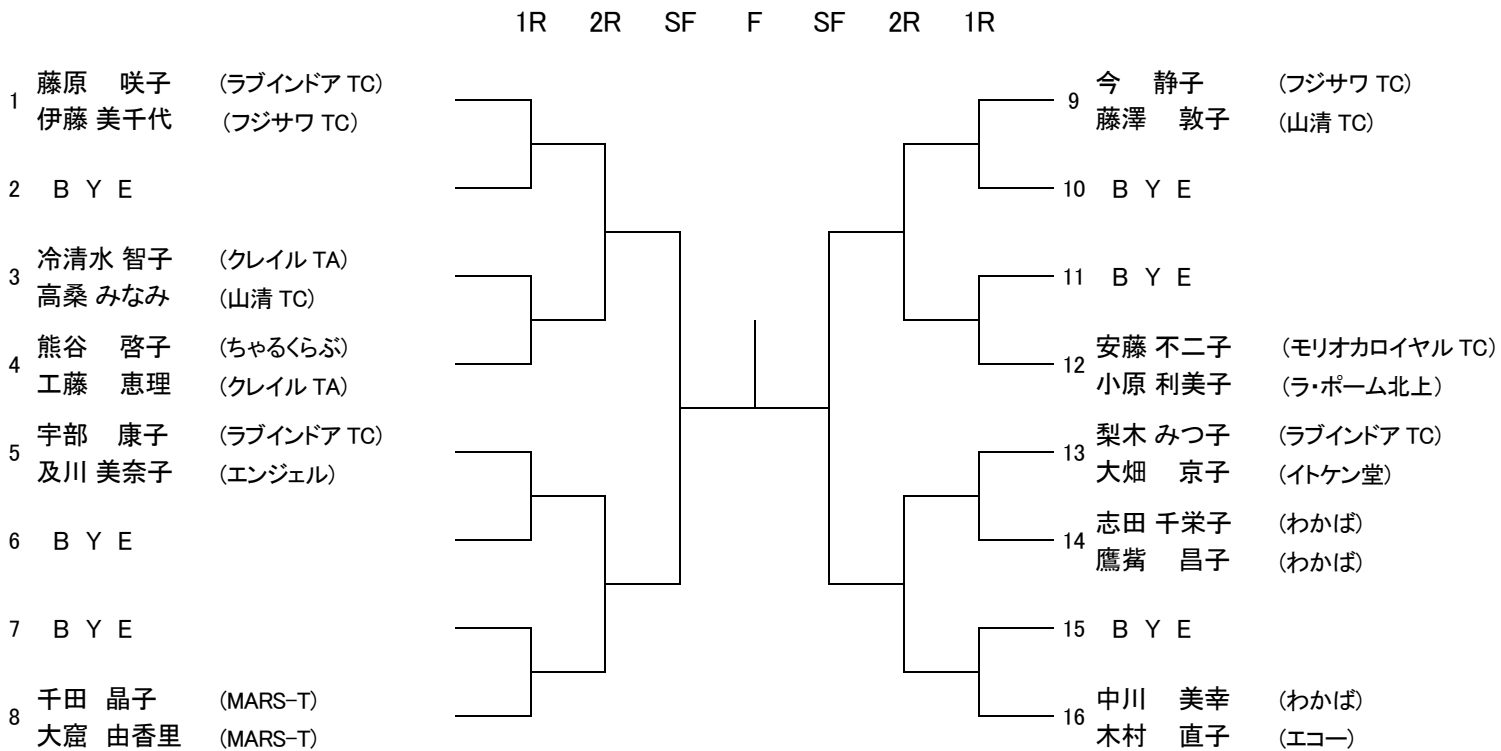 1R 2R SF F SF 2R 1R
1 藤原 咲子 (ラブインドア TC)
伊藤 美千代 (フジサワ TC)
2 B Y E
3 冷清水 智子 (クレイル TA)
高桑 みなみ (山清 TC)
4 熊谷 啓子 (ちゃるくらぶ)
工藤 恵理 (クレイル TA)
5 宇部 康子 (ラブインドア TC)
及川 美奈子 (エンジェル)
6 B Y E
7 B Y E
8 千田 晶子 (MARS-T)
大窟 由香里 (MARS-T)
9 今 静子 (フジサワ TC)
藤澤 敦子 (山清 TC)
10 B Y E
11 B Y E
12 安藤 不二子 (モリオカロイヤル TC)
小原 利美子 (ラ・ポーム北上)
13 梨木 みつ子 (ラブインドア TC)
大畑 京子 (イトケン堂)
14 志田 千栄子 (わかば)
鷹觜 昌子 (わかば)
15 B Y E
16 中川 美幸 (わかば)
木村 直子 (エコー)